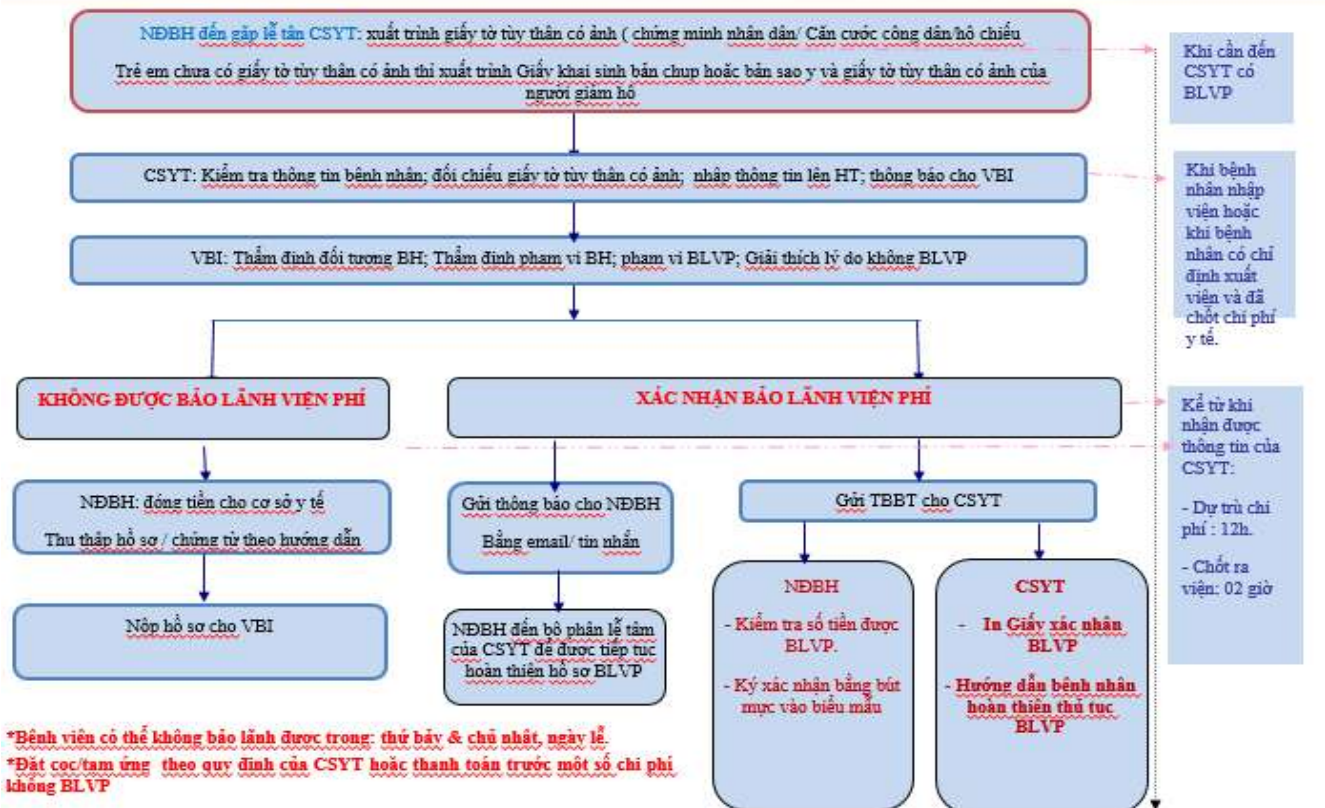 NĐBH đến gặp lễ tân CSYT: xuất trình giấy tờ tùy thân có ảnh ( chứng minh nhân dân/ Căn cước công dân/hô chiếu
Trẻ em chưa có giấy tờ tùy thân có ảnh thì xuất trình Giấy khai sinh bản chụp hoặc bản sao y và giấy tờ tùy thân có ảnh của
người giám hô
Khi cần đến
CSYT có
BLVP
CSYT: Kiểm tra thông tin bệnh nhân; đối chiếu giấy tờ tùy thân có ảnh; nhập thông tin lên HT; thông báo cho VBI
Khi bệnh
nhân nhập
viện hoặc
khi bệnh
nhân có chỉ
định xuất
viện và đã
chốt chi phí
y tế.
VBI: Thẩm định đối tượng BH; Thẩm định phạm vi BH; phạm vi BLVP; Giải thích lý do không BLVP
KHÔNG ĐƯỢC BẢO LÃNH VIỆN PHÍ
XÁC NHẬN BẢO LÃNH VIỆN PHÍ
Kể từ khi
nhận được
thông tin của
CSYT:
- Dự trù chi
phí : 12h.
- Chốt ra
viện: 02 giờ
NĐBH: đóng tiền cho cơ sở y tế
Thu thập hồ sơ / chứng từ theo hướng dẫn
Nộp hồ sơ cho VBI
Gửi thông báo cho NĐBH
Bằng email/ tin nhắn
NĐBH đến bộ phận lễ tâm
của CSYT để được tiếp tục
hoàn thiện hồ sơ BLVP
Gửi TBBT cho CSYT
NĐBH
- Kiểm tra số tiền được
BLVP.
- Ký xác nhận bằng bút
mực vào biểu mẫu
CSYT
- In Giấy xác nhận
BLVP
- Hướng dẫn bệnh nhân
hoàn thiện thủ tục
BLVP
*Bệnh viện có thể không bảo lãnh được trong: thứ bảy & chủ nhật, ngày lễ.
*Đặt cọc/tạm ứng theo quy định của CSYT hoặc thanh toán trước một số chi phí
không BLVP